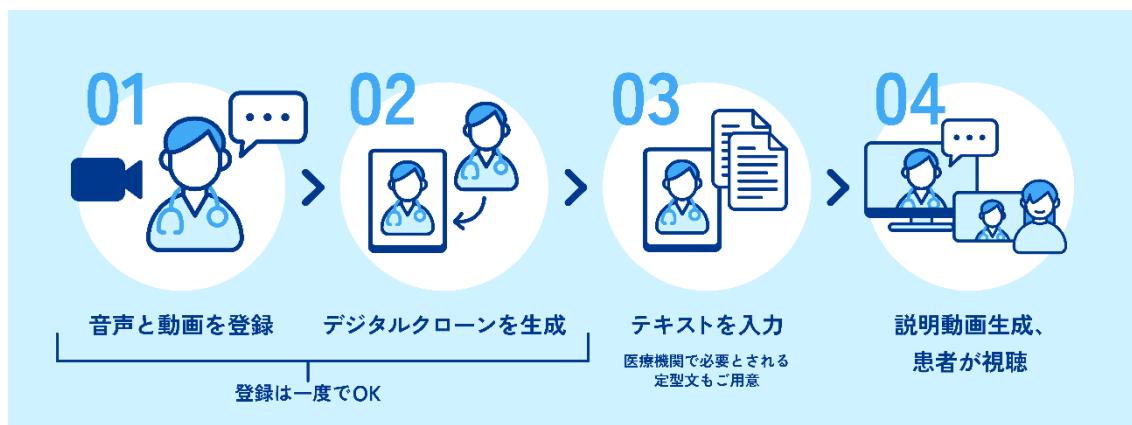 01
02
03
04
音声と動画を登録
デジタルクローンを生成
テキストを入力
説明動画生成、
患者が視聴
医療機関で必要とされる
定型文もご用意
登録は一度でOK